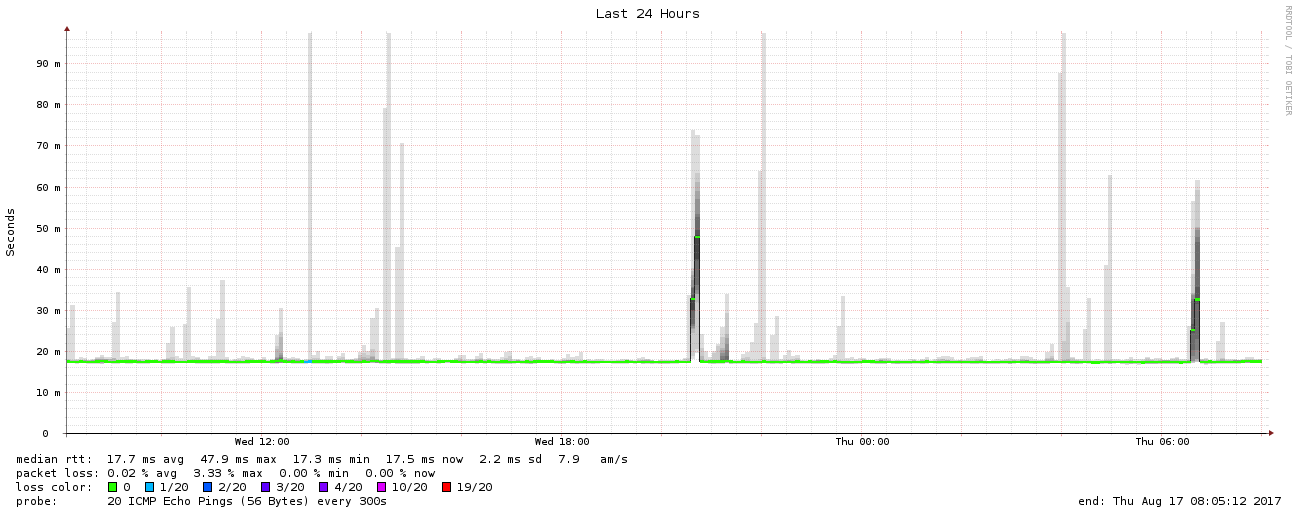 Last 24 Hours
RRDTOOL / TOBI OETIKER
Seconds
90 m
80 m
70 m
60 m
50 m
40 m
30 m
20 m
10 m
0
Wed 12:00 Wed 18:00 Thu 00:00 Thu 06:00
median rtt: 17.7 ms avg 47.9 ms max 17.3 ms min 17.5 ms now 2.2 ms sd 7.9 am/s
packet loss: 0.02 % avg 3.33 % max 0.00 % min 0.00 % now
loss color: 0 1/20 2/20 3/20 4/20 10/20 19/20
probe: 20 ICMP Echo Pings (56 Bytes) every 300s end: Thu Aug 17 08:05:12 2017